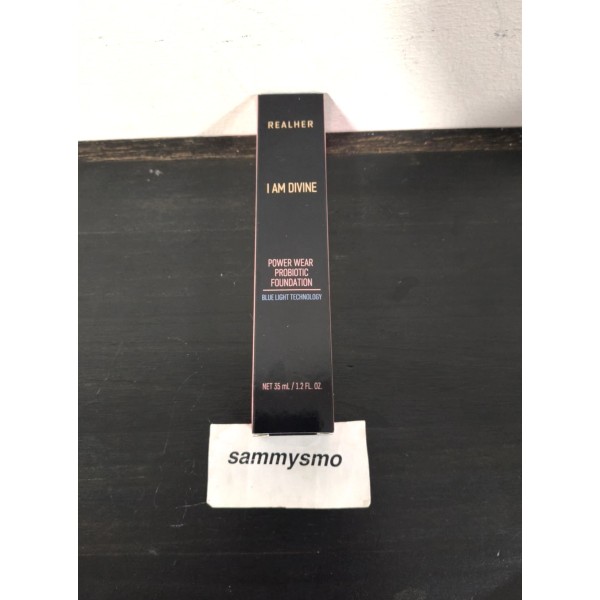 REALHER
I AM DIVINE
POWER WEAR
PROBIOTIC
FOUNDATION
BLUE LIGHT TECHNOLOGY
NET 35 mL / 1.2 FL. OZ.
sammysmo